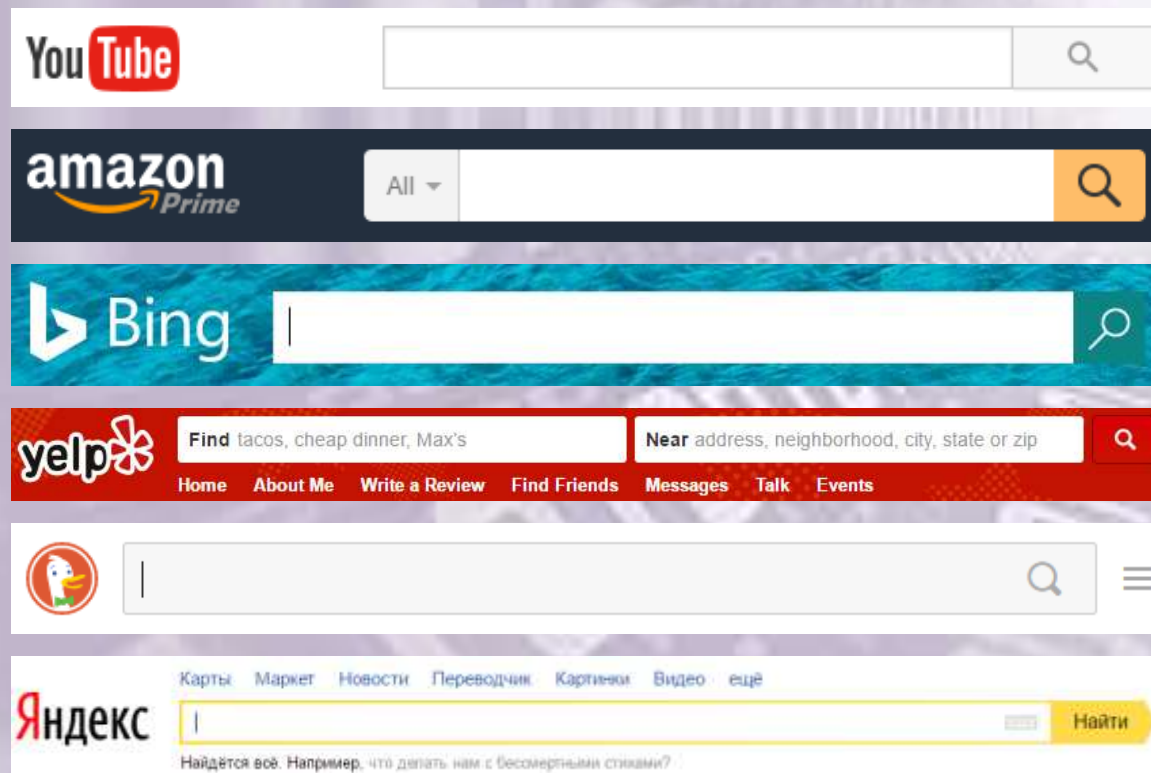 You Tube
amazon
Prime
All
Bing
yelp
Find tacos, cheap dinner, Max's
Near address, neighborhood, city, state or zip
Home About Me Write a Review Find Friends Messages Talk Events
Карты Маркет Новости Переводчик Картинки Видео ещё
Яндекс
Найти
Найдётся всё. Например, что делать нам с бессмертными стихами?